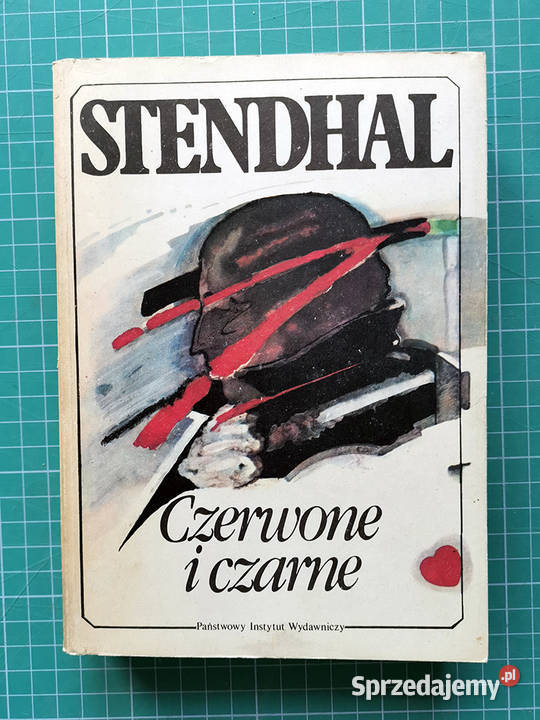 STENDHAL
Czerwone
i czarne
Państwowy Instytut Wydawniczy
Sprzedajemy.pl